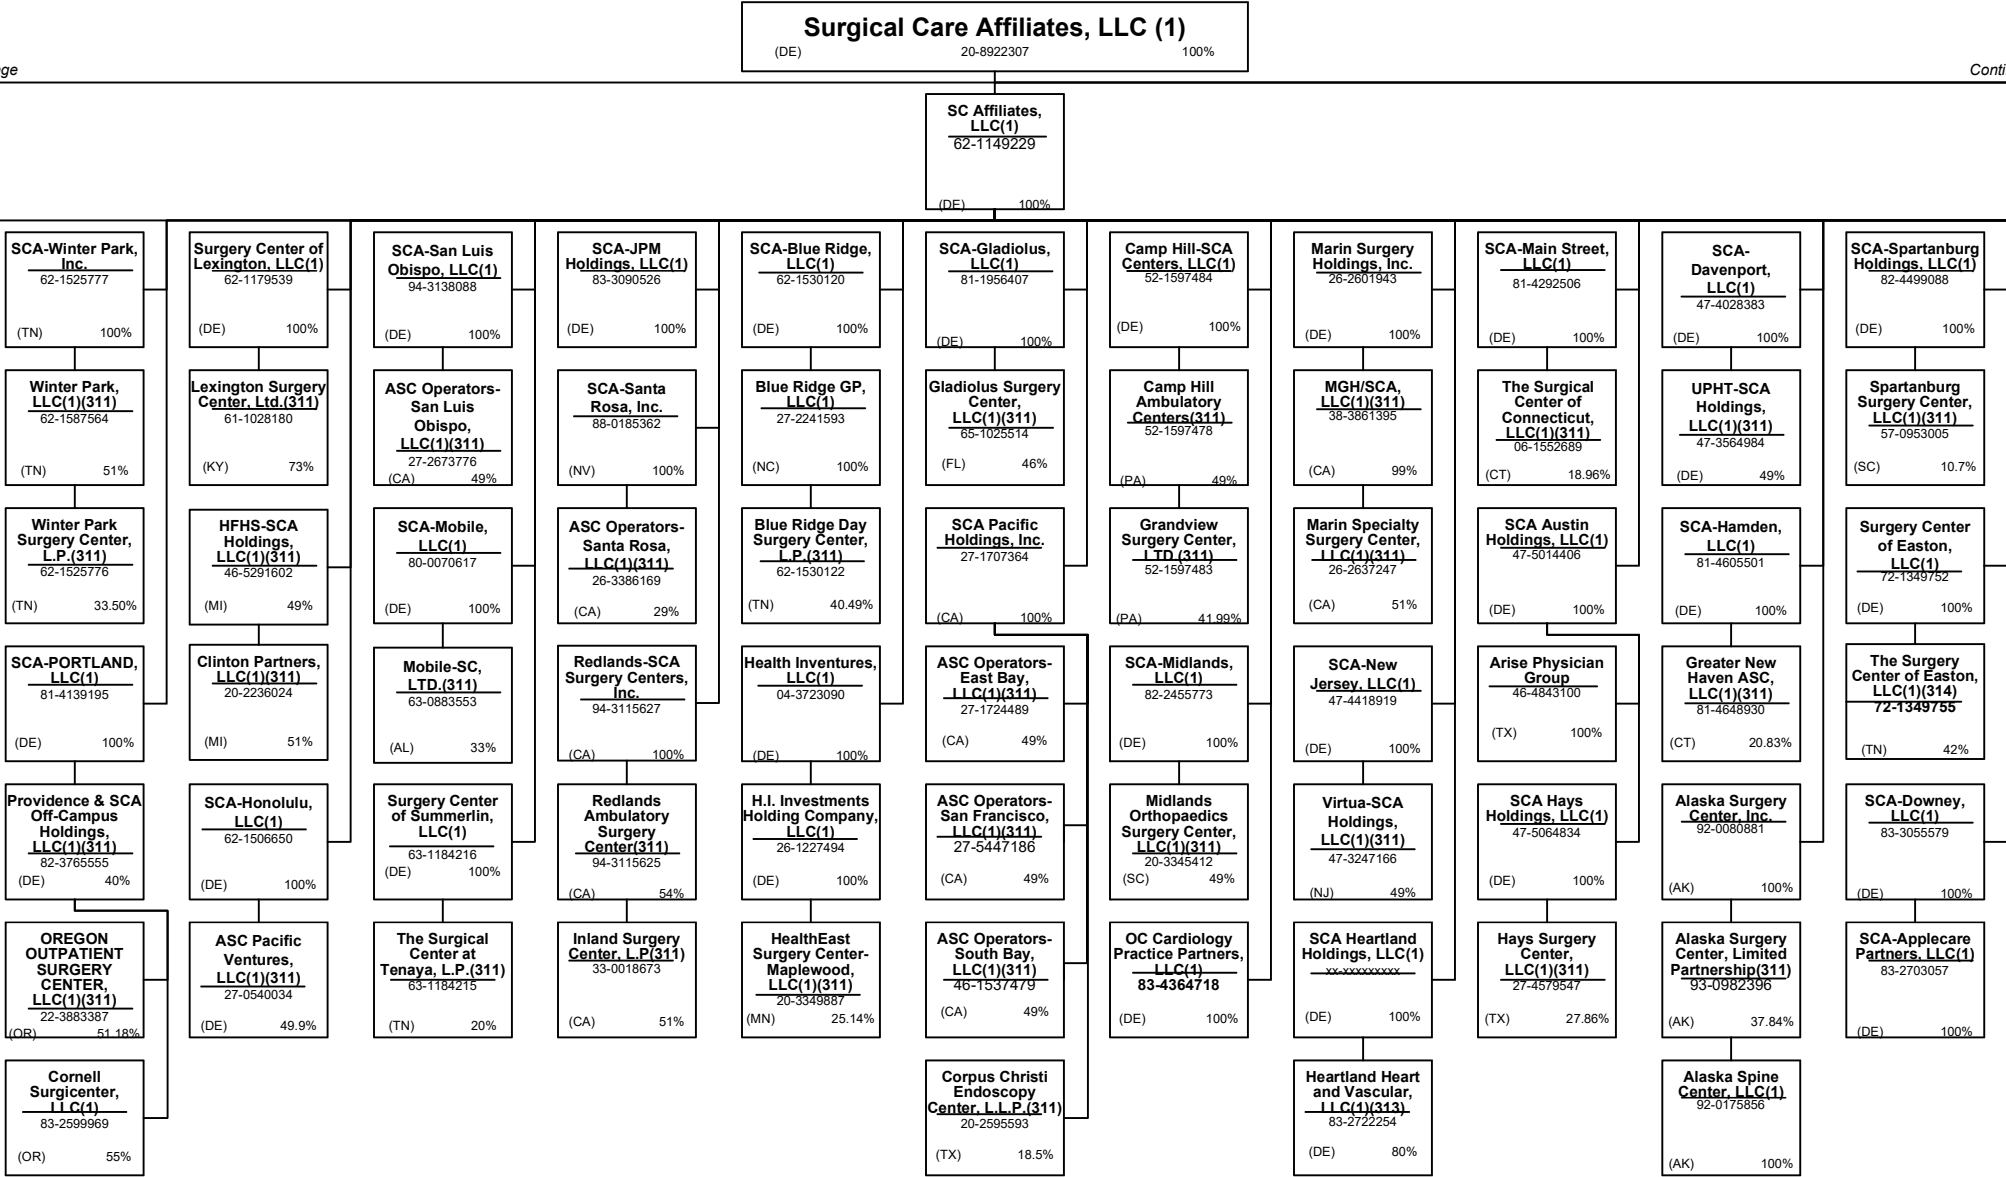 Surgical Care Affiliates, LLC (1)
(DE) 20-8922307 100%
ge
Conti
SC Affiliates,
LLC(1)
62-1149229
(DE) 100%
SCA-Winter Park,
Inc.
62-1525777
(TN) 100%
Winter Park,
LLC(1)(311)
62-1587564
(TN) 51%
Winter Park
Surgery Center,
L.P.(311)
62-1525776
(TN) 33.50%
SCA-PORTLAND,
LLC(1)
81-4139195
(DE) 100%
Providence & SCA
Off-Campus
Holdings,
LLC(1)(311)
82-3765555
(DE) 40%
OREGON
OUTPATIENT
SURGERY
CENTER,
LLC(1)(311)
22-3883387
(OR) 51.18%
Cornell
Surgicenter,
LLC(1)
83-2599969
(OR) 55%
Surgery Center of
Lexington, LLC(1)
62-1179539
(DE) 100%
Lexington Surgery
Center, Ltd.(311)
61-1028180
(KY) 73%
HFHS-SCA
Holdings,
LLC(1)(311)
46-5291602
(MI) 49%
Clinton Partners,
LLC(1)(311)
20-2236024
(MI) 51%
SCA-Honolulu,
LLC(1)
62-1506650
(DE) 100%
ASC Pacific
Ventures,
LLC(1)(311)
27-0540034
(DE) 49.9%
SCA-San Luis
Obispo, LLC(1)
94-3138088
(DE) 100%
ASC Operators-
San Luis
Obispo,
LLC(1)(311)
27-2673776
(CA) 49%
SCA-Mobile,
LLC(1)
80-0070617
(DE) 100%
Mobile-SC,
LTD.(311)
63-0883553
(AL) 33%
Surgery Center
of Summerlin,
LLC(1)
63-1184216
(DE) 100%
The Surgical
Center at
Tenaya, L.P.(311)
63-1184215
(TN) 20%
SCA-JPM
Holdings, LLC(1)
83-3090526
(DE) 100%
SCA-Santa
Rosa, Inc.
88-0185362
(NV) 100%
ASC Operators-
Santa Rosa,
LLC(1)(311)
26-3386169
(CA) 29%
Redlands-SCA
Surgery Centers,
Inc.
94-3115627
(CA) 100%
Redlands
Ambulatory
Surgery
Center(311)
94-3115625
(CA) 54%
Inland Surgery
Center, L.P(311)
33-0018673
(CA) 51%
SCA-Blue Ridge,
LLC(1)
62-1530120
(DE) 100%
Blue Ridge GP,
LLC(1)
27-2241593
(NC) 100%
Blue Ridge Day
Surgery Center,
L.P.(311)
62-1530122
(TN) 40.49%
Health Inventures,
LLC(1)
04-3723090
(DE) 100%
H.I. Investments
Holding Company,
LLC(1)
26-1227494
(DE) 100%
HealthEast
Surgery Center-
Maplewood,
LLC(1)(311)
20-3349887
(MN) 25.14%
SCA-Gladiolus,
LLC(1)
81-1956407
(DE) 100%
Gladiolus Surgery
Center,
LLC(1)(311)
65-1025514
(FL) 46%
SCA Pacific
Holdings, Inc.
27-1707364
(CA) 100%
ASC Operators-
East Bay,
LLC(1)(311)
27-1724489
(CA) 49%
ASC Operators-
San Francisco,
LLC(1)(311)
27-5447186
(CA) 49%
ASC Operators-
South Bay,
LLC(1)(311)
46-1537479
(CA) 49%
Corpus Christi
Endoscopy
Center, L.L.P.(311)
20-2595593
(TX) 18.5%
Camp Hill-SCA
Centers, LLC(1)
52-1597484
(DE) 100%
Camp Hill
Ambulatory
Centers(311)
52-1597478
(PA) 49%
Grandview
Surgery Center,
LTD.(311)
52-1597483
(PA) 41.99%
SCA-Midlands,
LLC(1)
82-2455773
(DE) 100%
Midlands
Orthopaedics
Surgery Center,
LLC(1)(311)
20-3345412
(SC) 49%
OC Cardiology
Practice Partners,
LLC(1)
83-4364718
(DE) 100%
Marin Surgery
Holdings, Inc.
26-2601943
(DE) 100%
MGH/SCA,
LLC(1)(311)
38-3861395
(CA) 99%
Marin Specialty
Surgery Center,
LLC(1)(311)
26-2637247
(CA) 51%
SCA-New
Jersey, LLC(1)
47-4418919
(DE) 100%
Virtua-SCA
Holdings,
LLC(1)(311)
47-3247166
(NJ) 49%
SCA Heartland
Holdings, LLC(1)
xx-xxxxxxxxx
(DE) 100%
Heartland Heart
and Vascular,
LLC(1)(313)
83-2722254
(DE) 80%
SCA-Main Street,
LLC(1)
81-4292506
(DE) 100%
The Surgical
Center of
Connecticut,
LLC(1)(311)
06-1552689
(CT) 18.96%
SCA Austin
Holdings, LLC(1)
47-5014406
(DE) 100%
Arise Physician
Group
46-4843100
(TX) 100%
SCA Hays
Holdings, LLC(1)
47-5064834
(DE) 100%
Hays Surgery
Center,
LLC(1)(311)
27-4579547
(TX) 27.86%
SCA-
Davenport,
LLC(1)
47-4028383
(DE) 100%
UPHT-SCA
Holdings,
LLC(1)(311)
47-3564984
(DE) 49%
SCA-Hamden,
LLC(1)
81-4605501
(DE) 100%
Greater New
Haven ASC,
LLC(1)(311)
81-4648930
(CT) 20.83%
Alaska Surgery
Center, Inc.
92-0080881
(AK) 100%
Alaska Surgery
Center, Limited
Partnership(311)
93-0982396
(AK) 37.84%
Alaska Spine
Center, LLC(1)
92-0175856
(AK) 100%
SCA-Spartanburg
Holdings, LLC(1)
82-4499088
(DE) 100%
Spartanburg
Surgery Center,
LLC(1)(311)
57-0953005
(SC) 10.7%
Surgery Center
of Easton,
LLC(1)
72-1349752
(DE) 100%
The Surgery
Center of Easton,
LLC(1)(314)
72-1349755
(TN) 42%
SCA-Downey,
LLC(1)
83-3055579
(DE) 100%
SCA-Applecare
Partners, LLC(1)
83-2703057
(DE) 100%